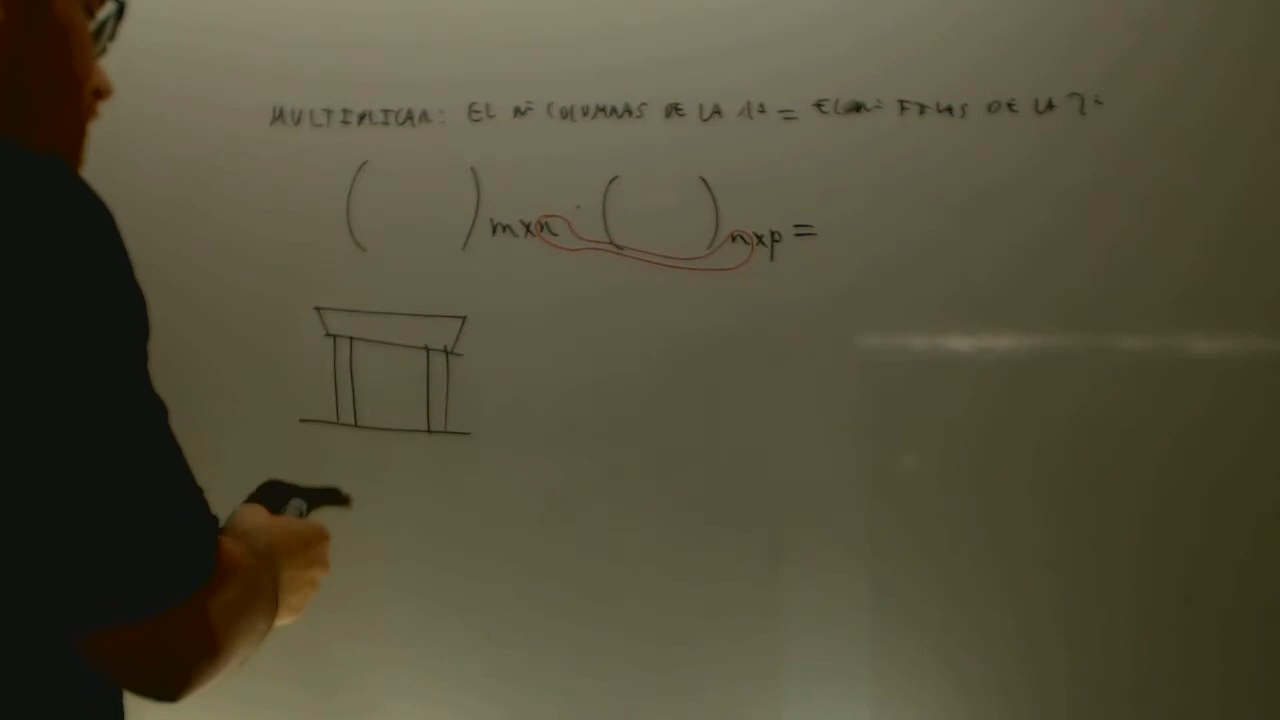 MULTIPLICAR: EL Nº COLUMNAS DE LA 1ª = EL Nº FILAS DE LA 2ª
( )mxn · ( )nxp =